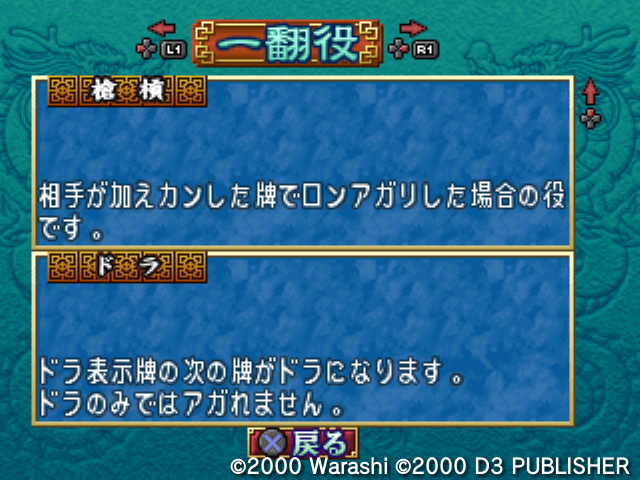 L1 一翻役 R1
槍槓
相手が加えカンした牌でロンアガリした場合の役
です。
ドラ
ドラ表示牌の次の牌がドラになります。
ドラのみではアガれません。
戻る
©2000 Warashi ©2000 D3 PUBLISHER